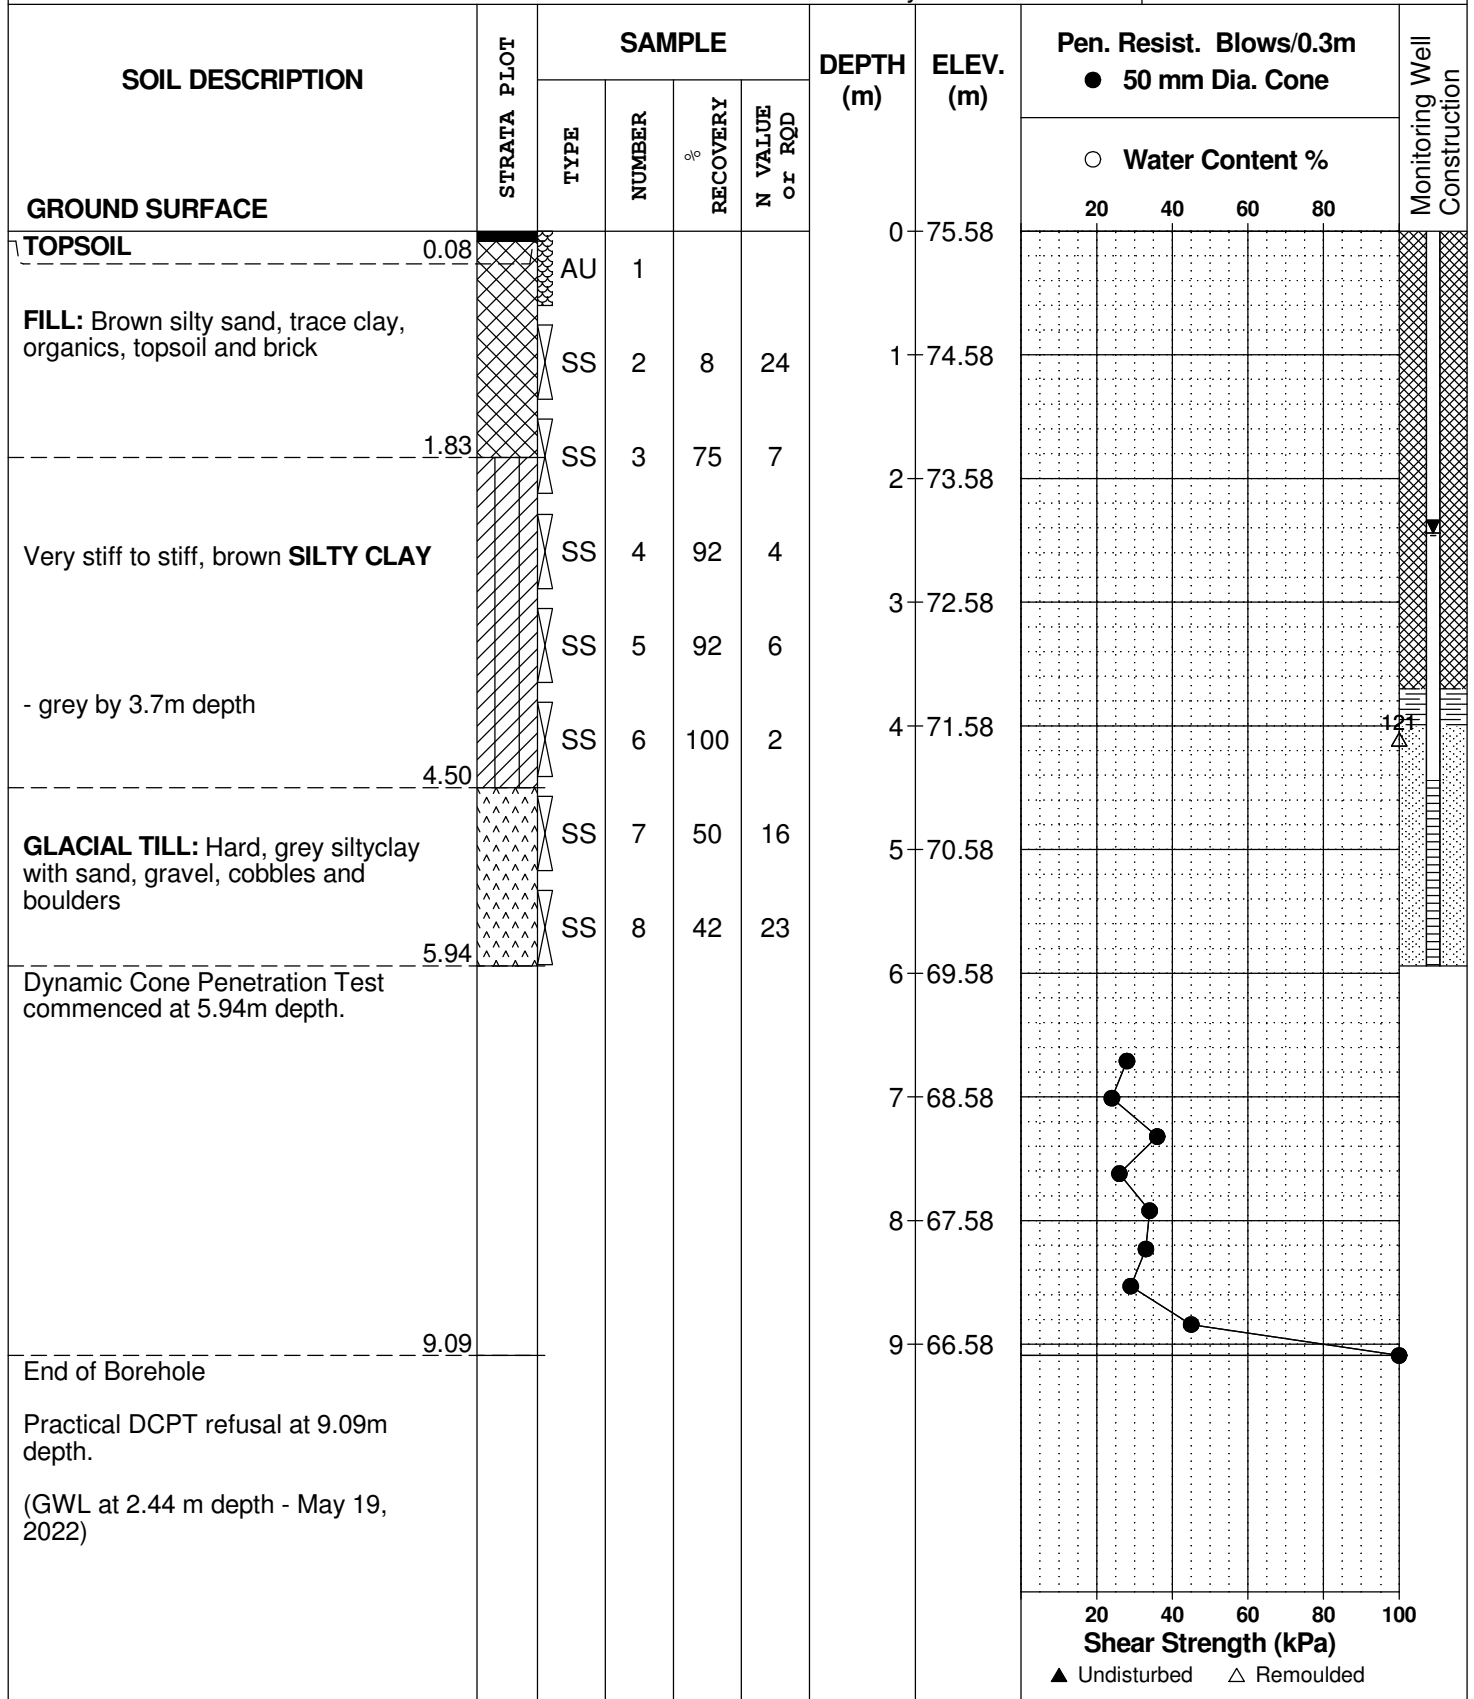 SOIL DESCRIPTION
GROUND SURFACE
STRATA PLOT
SAMPLE
TYPE
NUMBER
% RECOVERY
N VALUE or RQD
DEPTH (m)
ELEV. (m)
Pen. Resist. Blows/0.3m
● 50 mm Dia. Cone
○ Water Content %
20 40 60 80
Monitoring Well
Construction
TOPSOIL 0.08
0 75.58
AU 1
FILL: Brown silty sand, trace clay,
organics, topsoil and brick
SS 2 8 24
1 74.58
1.83
SS 3 75 7
2 73.58
Very stiff to stiff, brown SILTY CLAY
SS 4 92 4
3 72.58
SS 5 92 6
- grey by 3.7m depth
4 71.58
121
SS 6 100 2
4.50
GLACIAL TILL: Hard, grey siltyclay
with sand, gravel, cobbles and
boulders
SS 7 50 16
5 70.58
SS 8 42 23
5.94
6 69.58
Dynamic Cone Penetration Test
commenced at 5.94m depth.
7 68.58
8 67.58
9.09
9 66.58
End of Borehole
Practical DCPT refusal at 9.09m
depth.
(GWL at 2.44 m depth - May 19,
2022)
20 40 60 80 100
Shear Strength (kPa)
▲ Undisturbed △ Remoulded